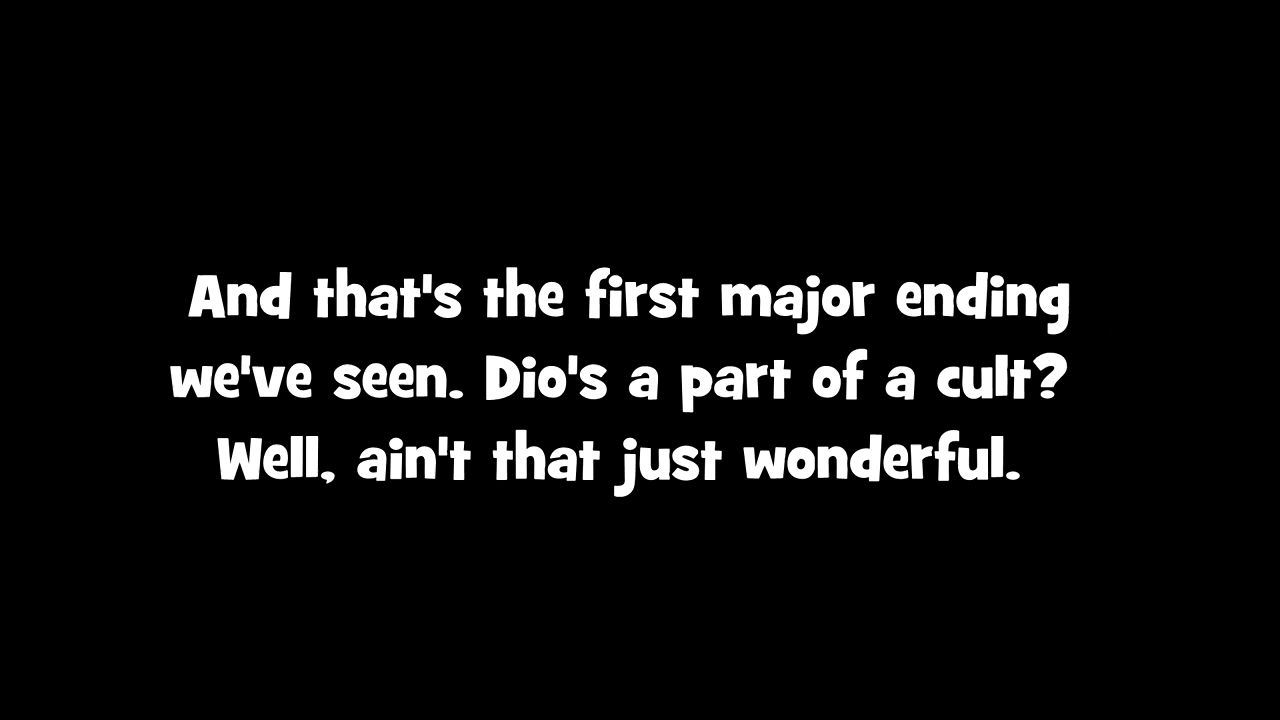 And that's the first major ending
we've seen. Dio's a part of a cult?
Well, ain't that just wonderful.